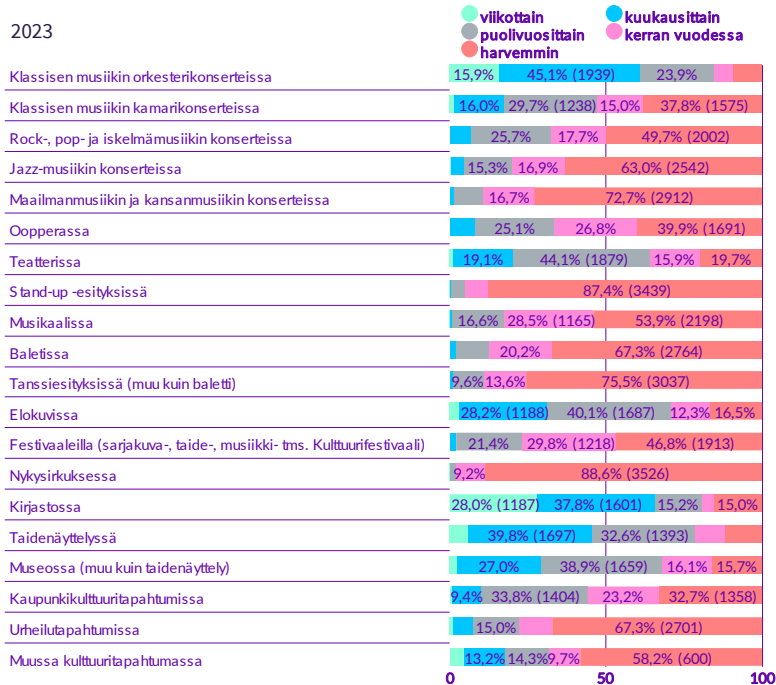 2023
viikottain
kuukausittain
puolivuosittain
kerran vuodessa
harvemmin
Klassisen musiikin orkesterikonserteissa 15,9% 45,1% (1939) 23,9%
Klassisen musiikin kamarikonserteissa 16,0% 29,7% (1238) 15,0% 37,8% (1575)
Rock-, pop- ja iskelmämusiikin konserteissa 25,7% 17,7% 49,7% (2002)
Jazz-musiikin konserteissa 15,3% 16,9% 63,0% (2542)
Maailmanmusiikin ja kansanmusiikin konserteissa 16,7% 72,7% (2912)
Oopperassa 25,1% 26,8% 39,9% (1691)
Teatterissa 19,1% 44,1% (1879) 15,9% 19,7%
Stand-up -esityksissä 87,4% (3439)
Musikaalissa 16,6% 28,5% (1165) 53,9% (2198)
Baletissa 20,2% 67,3% (2764)
Tanssiesityksissä (muu kuin baletti) 9,6% 13,6% 75,5% (3037)
Elokuvissa 28,2% (1188) 40,1% (1687) 12,3% 16,5%
Festivaaleilla (sarjakuva-, taide-, musiikki- tms. Kulttuurifestivaali) 21,4% 29,8% (1218) 46,8% (1913)
Nykysirkuksessa 9,2% 88,6% (3526)
Kirjastossa 28,0% (1187) 37,8% (1601) 15,2% 15,0%
Taidenäyttelyssä 39,8% (1697) 32,6% (1393)
Museossa (muu kuin taidenäyttely) 27,0% 38,9% (1659) 16,1% 15,7%
Kaupunkikulttuuritapahtumissa 9,4% 33,8% (1404) 23,2% 32,7% (1358)
Urheilutapahtumissa 15,0% 67,3% (2701)
Muussa kulttuuritapahtumassa 13,2% 14,3% 9,7% 58,2% (600)
0 50 100